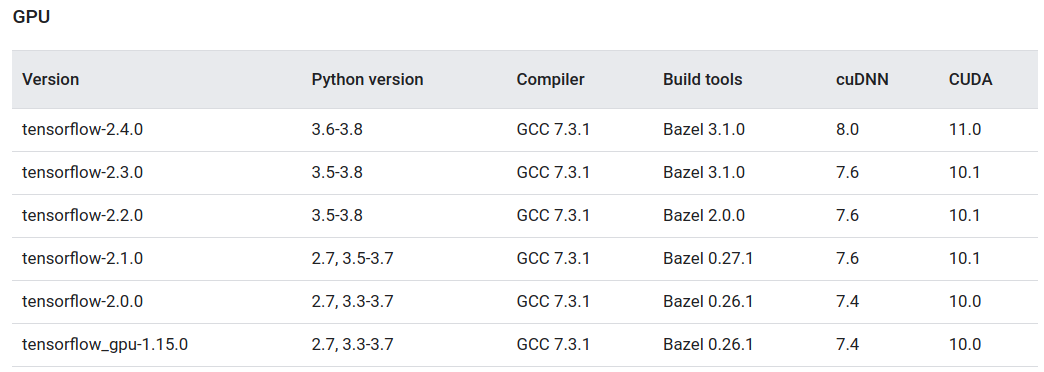 GPU
Version Python version Compiler Build tools cuDNN CUDA
tensorflow-2.4.0 3.6-3.8 GCC 7.3.1 Bazel 3.1.0 8.0 11.0
tensorflow-2.3.0 3.5-3.8 GCC 7.3.1 Bazel 3.1.0 7.6 10.1
tensorflow-2.2.0 3.5-3.8 GCC 7.3.1 Bazel 2.0.0 7.6 10.1
tensorflow-2.1.0 2.7, 3.5-3.7 GCC 7.3.1 Bazel 0.27.1 7.6 10.1
tensorflow-2.0.0 2.7, 3.3-3.7 GCC 7.3.1 Bazel 0.26.1 7.4 10.0
tensorflow_gpu-1.15.0 2.7, 3.3-3.7 GCC 7.3.1 Bazel 0.26.1 7.4 10.0